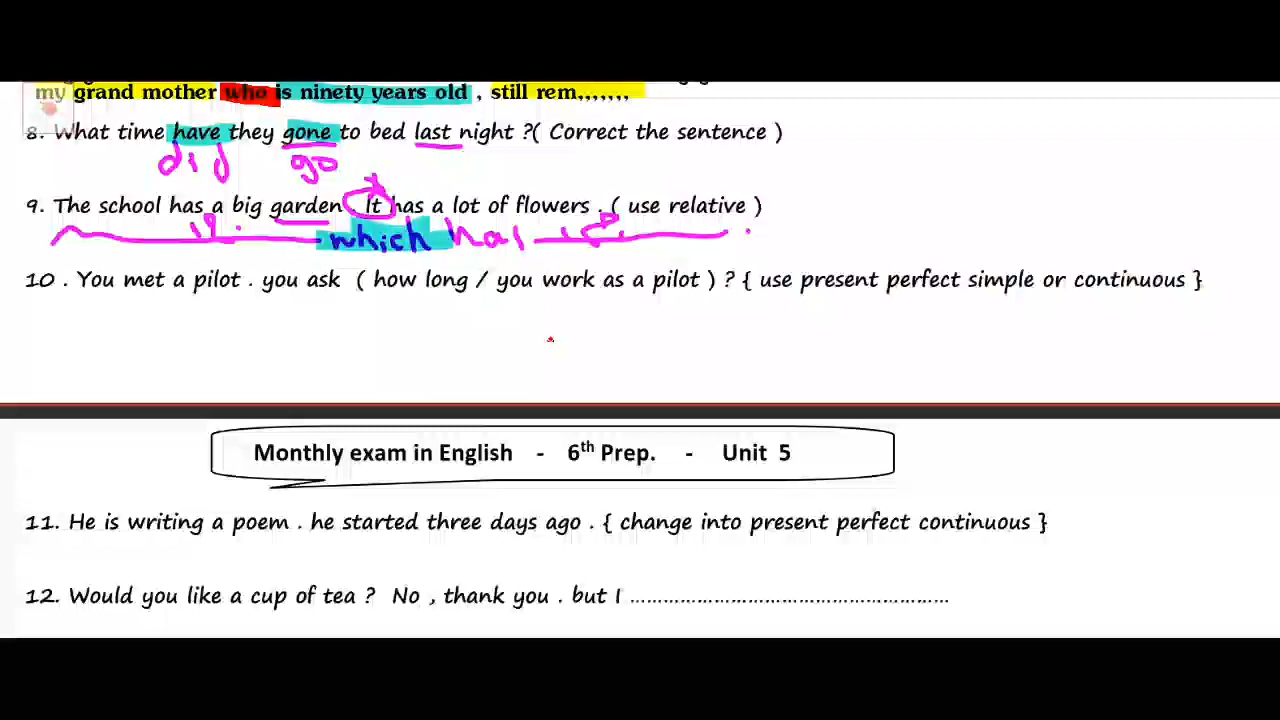 my grand mother who is ninety years old , still rem,,,,,,,
8. What time have they gone to bed last night ?( Correct the sentence )
did go
9. The school has a big garden . It has a lot of flowers . ( use relative )
which has
10 . You met a pilot . you ask ( how long / you work as a pilot ) ? { use present perfect simple or continuous }
Monthly exam in English - 6th Prep. - Unit 5
11. He is writing a poem . he started three days ago . { change into present perfect continuous }
12. Would you like a cup of tea ? No , thank you . but I ......................................................